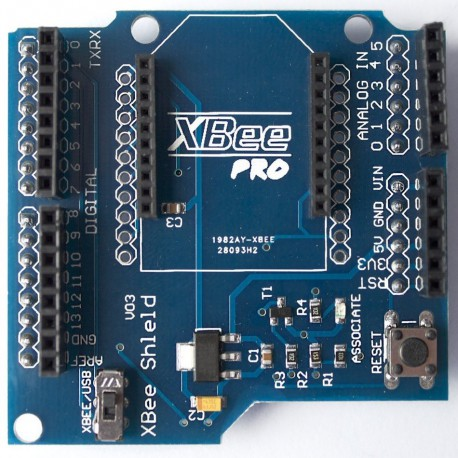 TXRX
0
1
2
3
4
5
6
7
DIGITAL
8
9
10
11
12
13
GND
AREF
XBee
PRO
C3
1982AY-XBEE
28093H2
ANALOG IN
0 1 2 3 4 5
VIN
GND
5V
3V3
RST
XBee Shield
V03
XBEE/USB
T1
R4
C1
R3
R2
R1
C2
ASSOCIATE
RESET